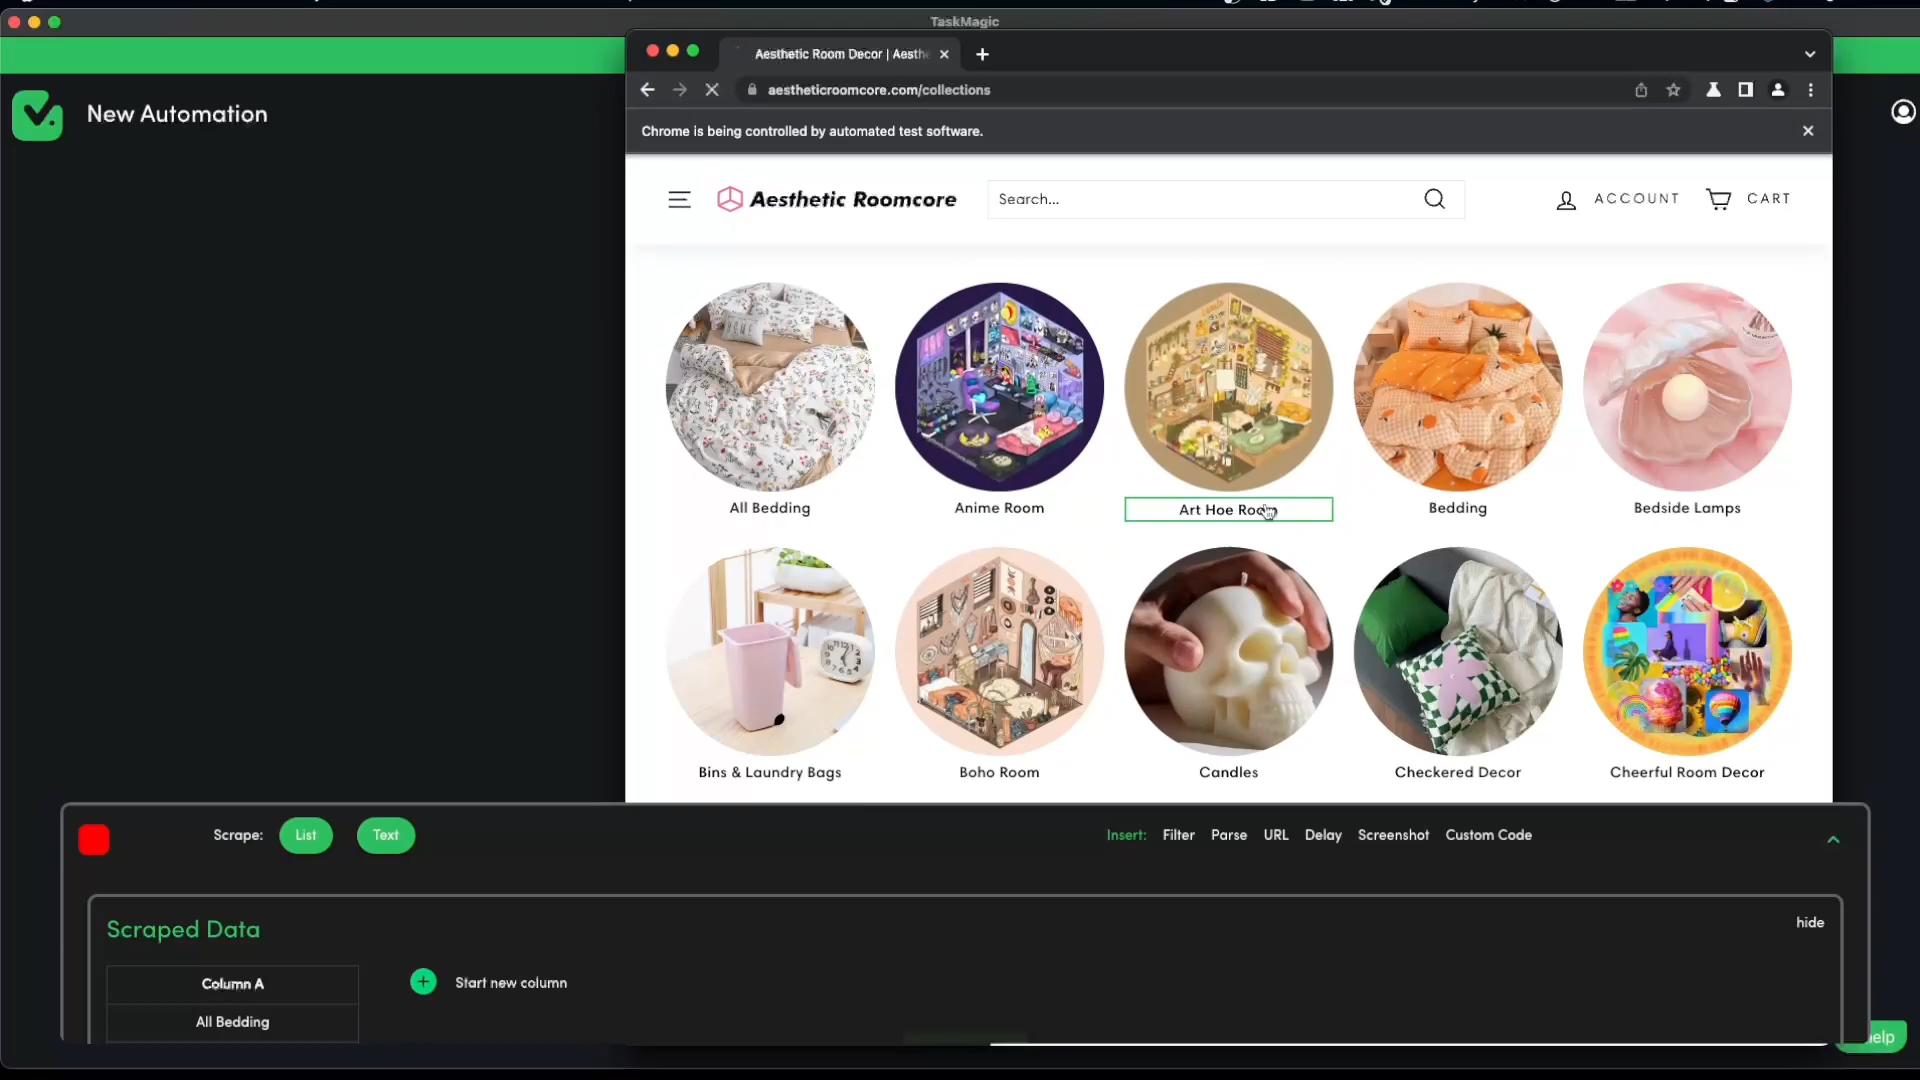 TaskMagic
New Automation
Aesthetic Room Decor | Aesth
aestheticroomcore.com/collections
Chrome is being controlled by automated test software.
Aesthetic Roomcore
Search...
ACCOUNT
CART
All Bedding
Anime Room
Art Hoe Room
Bedding
Bedside Lamps
Bins & Laundry Bags
Boho Room
Candles
Checkered Decor
Cheerful Room Decor
Scrape: List Text
Insert: Filter Parse URL Delay Screenshot Custom Code
Scraped Data
hide
Column A
Start new column
All Bedding
elp